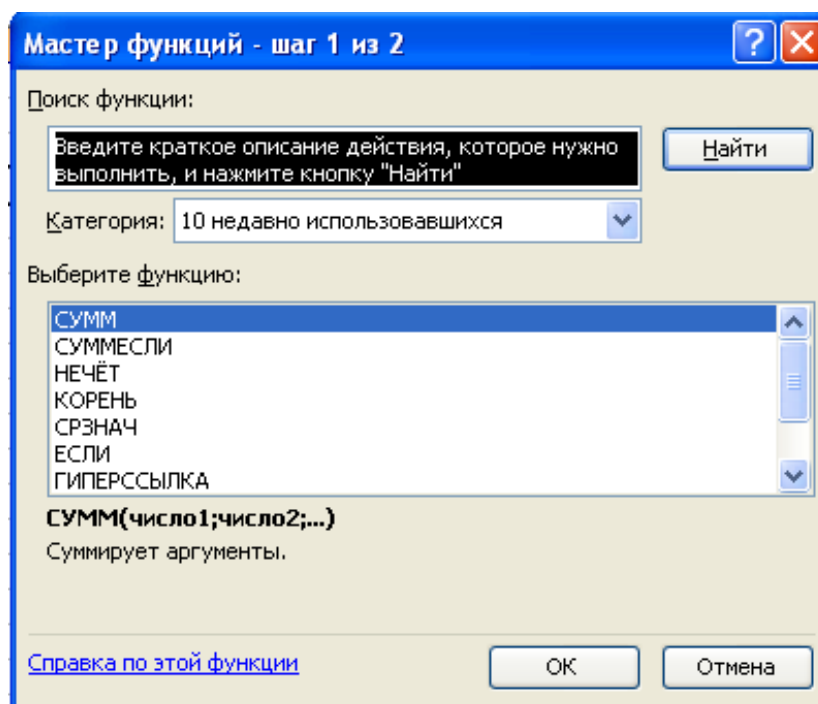 Мастер функций - шаг 1 из 2
Поиск функции:
Введите краткое описание действия, которое нужно
выполнить, и нажмите кнопку "Найти"
Найти
Категория: 10 недавно использовавшихся
Выберите функцию:
СУММ
СУММЕСЛИ
НЕЧЁТ
КОРЕНЬ
СРЗНАЧ
ЕСЛИ
ГИПЕРССЫЛКА
СУММ(число1;число2;...)
Суммирует аргументы.
Справка по этой функции
ОК
Отмена